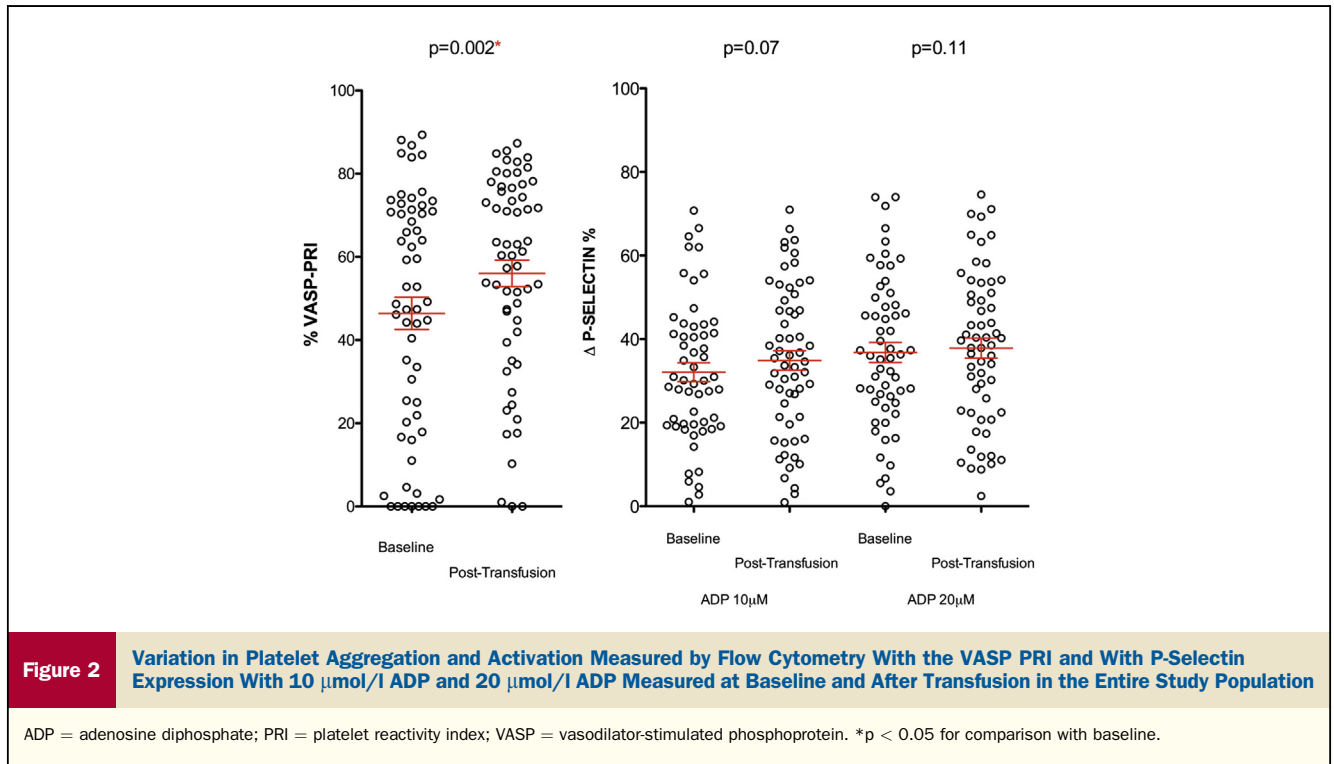 p=0.002*
p=0.07
p=0.11
100
80
60
40
20
0
% VASP-PRI
Baseline
Post-Transfusion
100
80
60
40
20
0
Δ P-SELECTIN %
Baseline
Post-Transfusion
Baseline
Post-Transfusion
ADP 10μM
ADP 20μM
Figure 2
Variation in Platelet Aggregation and Activation Measured by Flow Cytometry With the VASP PRI and With P-Selectin
Expression With 10 μmol/l ADP and 20 μmol/l ADP Measured at Baseline and After Transfusion in the Entire Study Population
ADP = adenosine diphosphate; PRI = platelet reactivity index; VASP = vasodilator-stimulated phosphoprotein. *p < 0.05 for comparison with baseline.